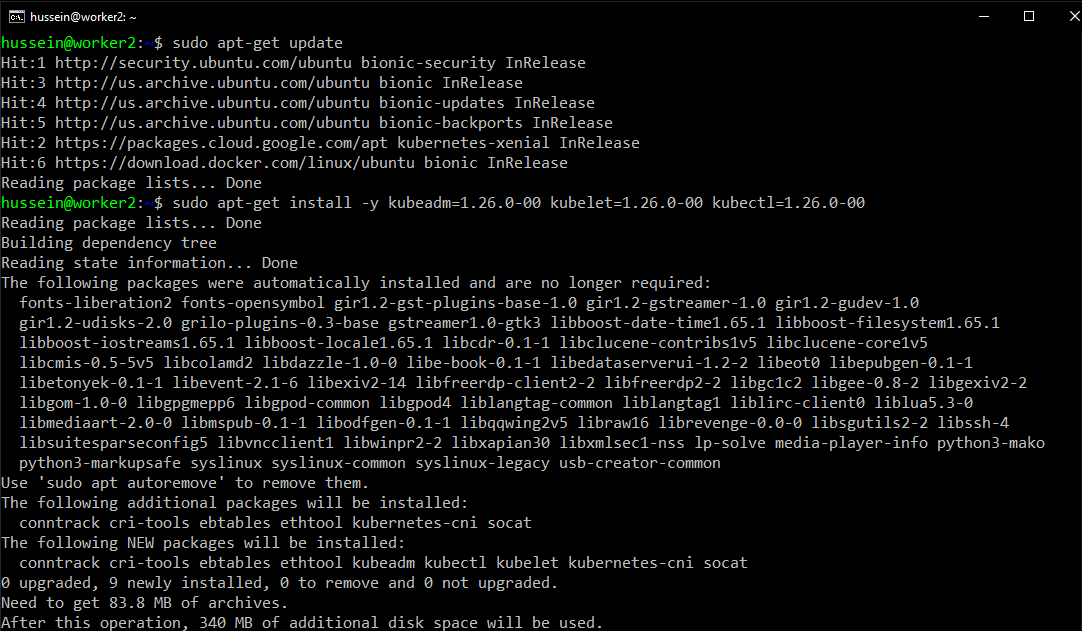 hussein@worker2: ~
hussein@worker2:~$ sudo apt-get update
Hit:1 http://security.ubuntu.com/ubuntu bionic-security InRelease
Hit:3 http://us.archive.ubuntu.com/ubuntu bionic InRelease
Hit:4 http://us.archive.ubuntu.com/ubuntu bionic-updates InRelease
Hit:5 http://us.archive.ubuntu.com/ubuntu bionic-backports InRelease
Hit:2 https://packages.cloud.google.com/apt kubernetes-xenial InRelease
Hit:6 https://download.docker.com/linux/ubuntu bionic InRelease
Reading package lists... Done
hussein@worker2:~$ sudo apt-get install -y kubeadm=1.26.0-00 kubelet=1.26.0-00 kubectl=1.26.0-00
Reading package lists... Done
Building dependency tree
Reading state information... Done
The following packages were automatically installed and are no longer required:
  fonts-liberation2 fonts-opensymbol gir1.2-gst-plugins-base-1.0 gir1.2-gstreamer-1.0 gir1.2-gudev-1.0
  gir1.2-udisks-2.0 grilo-plugins-0.3-base gstreamer1.0-gtk3 libboost-date-time1.65.1 libboost-filesystem1.65.1
  libboost-iostreams1.65.1 libboost-locale1.65.1 libcdr-0.1-1 libclucene-contribs1v5 libclucene-core1v5
  libcmis-0.5-5v5 libcolamd2 libdazzle-1.0-0 libe-book-0.1-1 libedataserverui-1.2-2 libeot0 libepubgen-0.1-1
  libetonyek-0.1-1 libevent-2.1-6 libexiv2-14 libfreerdp-client2-2 libfreerdp2-2 libgc1c2 libgee-0.8-2 libgexiv2-2
  libgom-1.0-0 libgpgmepp6 libgpod-common libgpod4 liblangtag-common liblangtag1 liblirc-client0 liblua5.3-0
  libmediaart-2.0-0 libmspub-0.1-1 libodfgen-0.1-1 libqqwing2v5 libraw16 librevenge-0.0-0 libsgutils2-2 libssh-4
  libsuitesparseconfig5 libvncclient1 libwinpr2-2 libxapian30 libxmlsec1-nss lp-solve media-player-info python3-mako
  python3-markupsafe syslinux syslinux-common syslinux-legacy usb-creator-common
Use 'sudo apt autoremove' to remove them.
The following additional packages will be installed:
  conntrack cri-tools ebtables ethtool kubernetes-cni socat
The following NEW packages will be installed:
  conntrack cri-tools ebtables ethtool kubeadm kubectl kubelet kubernetes-cni socat
0 upgraded, 9 newly installed, 0 to remove and 0 not upgraded.
Need to get 83.8 MB of archives.
After this operation, 340 MB of additional disk space will be used.